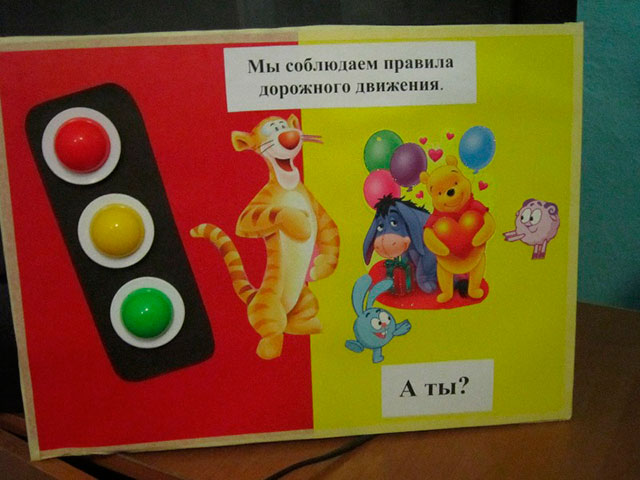 Мы соблюдаем правила
дорожного движения.
А ты?